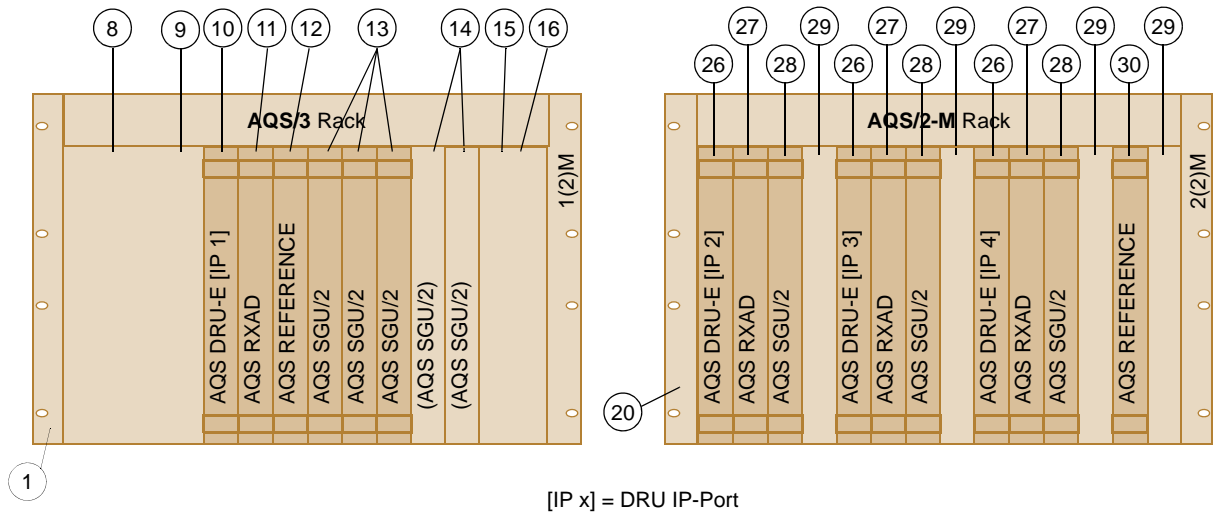 8 9 10 11 12 13 14 15 16
27 29 27 29 27 29 29
26 28 26 28 26 28 30
AQS/3 Rack
AQS/2-M Rack
1(2)M
2(2)M
AQS DRU-E [IP 1]
AQS RXAD
AQS REFERENCE
AQS SGU/2
AQS SGU/2
AQS SGU/2
(AQS SGU/2)
(AQS SGU/2)
AQS DRU-E [IP 2]
AQS RXAD
AQS SGU/2
AQS DRU-E [IP 3]
AQS RXAD
AQS SGU/2
AQS DRU-E [IP 4]
AQS RXAD
AQS SGU/2
AQS REFERENCE
20
1
[IP x] = DRU IP-Port